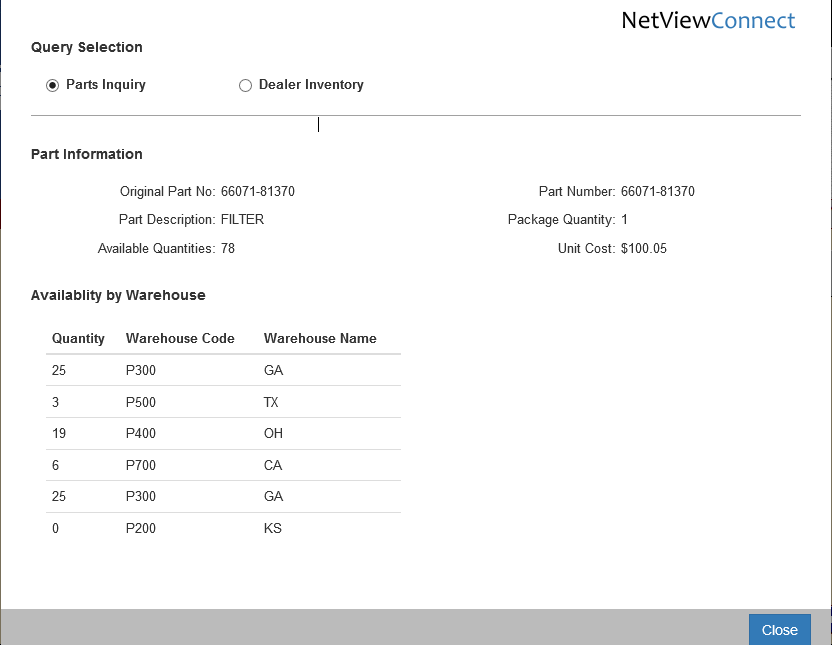 NetViewConnect
Query Selection
Parts Inquiry Dealer Inventory
Part Information
Original Part No: 66071-81370 Part Number: 66071-81370
Part Description: FILTER Package Quantity: 1
Available Quantities: 78 Unit Cost: $100.05
Availablity by Warehouse
Quantity Warehouse Code Warehouse Name
25 P300 GA
3 P500 TX
19 P400 OH
6 P700 CA
25 P300 GA
0 P200 KS
Close